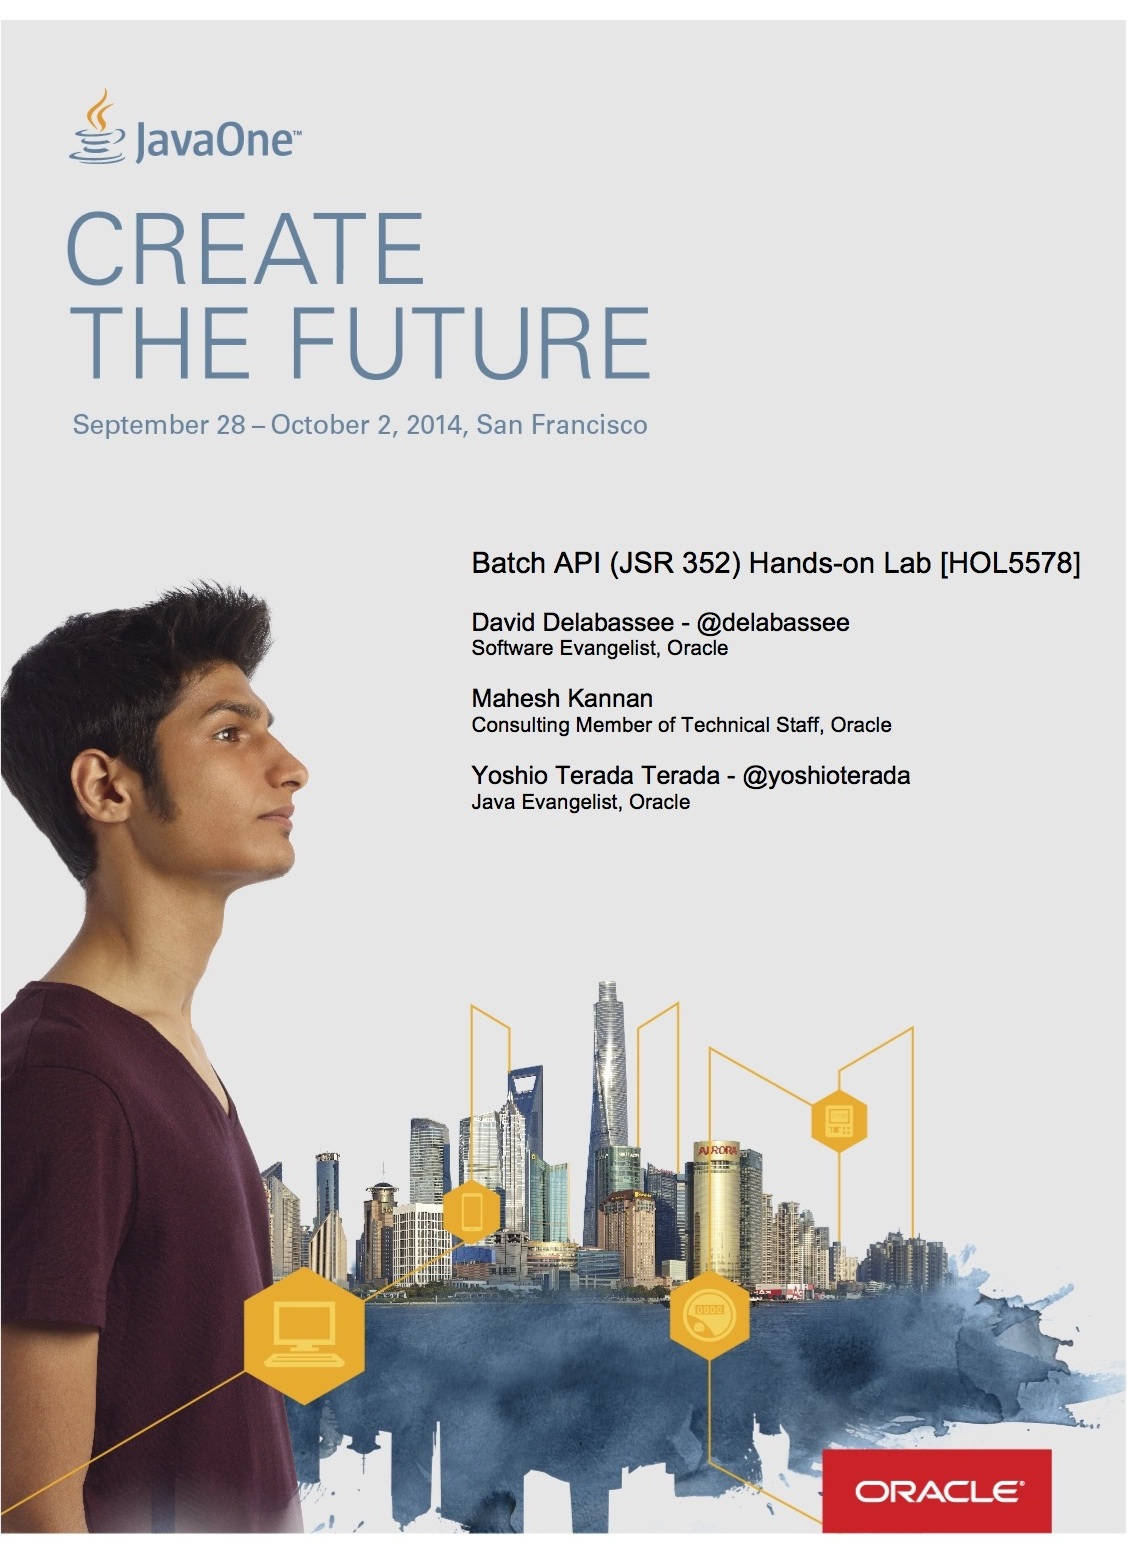 JavaOne™
CREATE
THE FUTURE
September 28 – October 2, 2014, San Francisco
Batch API (JSR 352) Hands-on Lab [HOL5578]
David Delabassee - @delabassee
Software Evangelist, Oracle
Mahesh Kannan
Consulting Member of Technical Staff, Oracle
Yoshio Terada Terada - @yoshioterada
Java Evangelist, Oracle
AURORA
ORACLE®